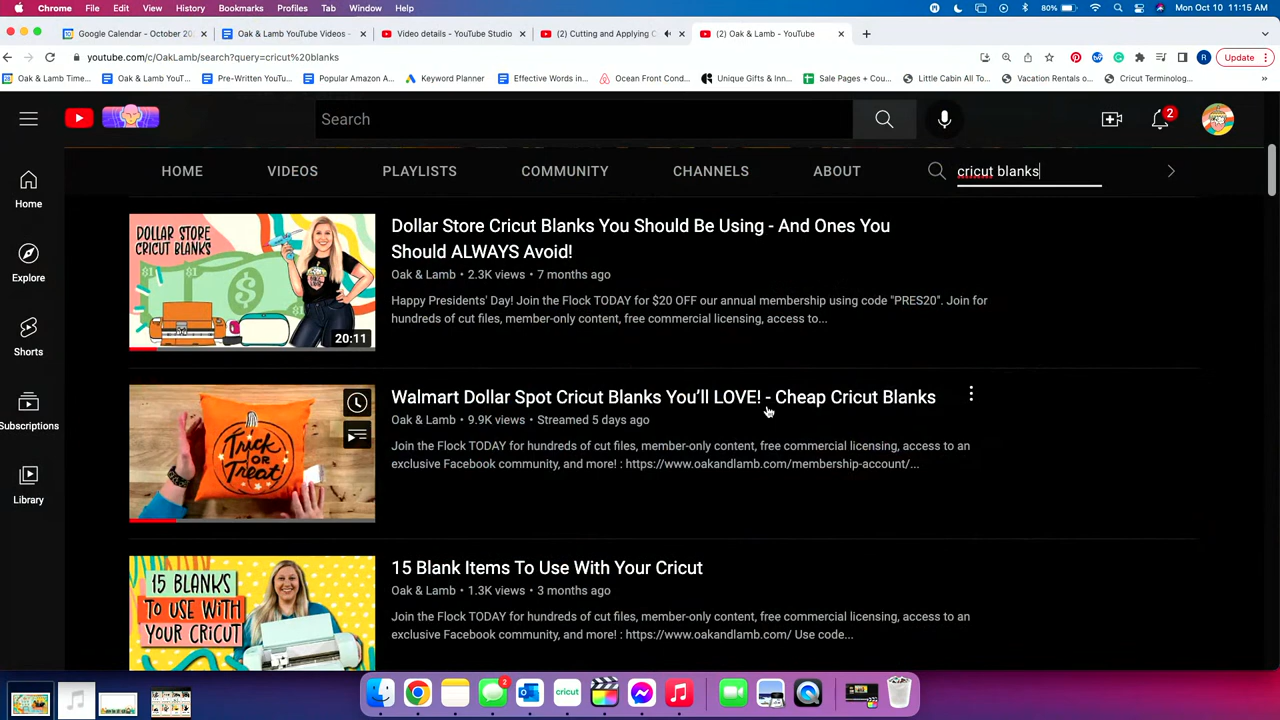 Chrome File Edit View History Bookmarks Profiles Tab Window Help 80% Mon Oct 10 11:15 AM
Google Calendar - October 20 Oak & Lamb YouTube Videos - Video details - YouTube Studio (2) Cutting and Applying C (2) Oak & Lamb - YouTube
youtube.com/c/OakLamb/search?query=cricut%20blanks Update
Oak & Lamb Time... Oak & Lamb YouT... Pre-Written YouTu... Popular Amazon A... Keyword Planner Effective Words in... Ocean Front Cond... Unique Gifts & Inn... Sale Pages + Cou... Little Cabin All To... Vacation Rentals o... Cricut Terminolog...
Search
2
HOME VIDEOS PLAYLISTS COMMUNITY CHANNELS ABOUT cricut blanks
Home
Explore
Shorts
Subscriptions
Library
DOLLAR STORE
CRICUT BLANKS
20:11
Dollar Store Cricut Blanks You Should Be Using - And Ones You
Should ALWAYS Avoid!
Oak & Lamb • 2.3K views • 7 months ago
Happy Presidents' Day! Join the Flock TODAY for $20 OFF our annual membership using code "PRES20". Join for
hundreds of cut files, member-only content, free commercial licensing, access to...
TRICK
OR
TREAT
Walmart Dollar Spot Cricut Blanks You'll LOVE! - Cheap Cricut Blanks
Oak & Lamb • 9.9K views • Streamed 5 days ago
Join the Flock TODAY for hundreds of cut files, member-only content, free commercial licensing, access to an
exclusive Facebook community, and more! : https://www.oakandlamb.com/membership-account/...
15 BLANKS
TO USE WITH
YOUR CRICUT
15 Blank Items To Use With Your Cricut
Oak & Lamb • 1.3K views • 3 months ago
Join the Flock TODAY for hundreds of cut files, member-only content, free commercial licensing, access to an
exclusive Facebook community, and more! : https://www.oakandlamb.com/ Use code...
2
cricut